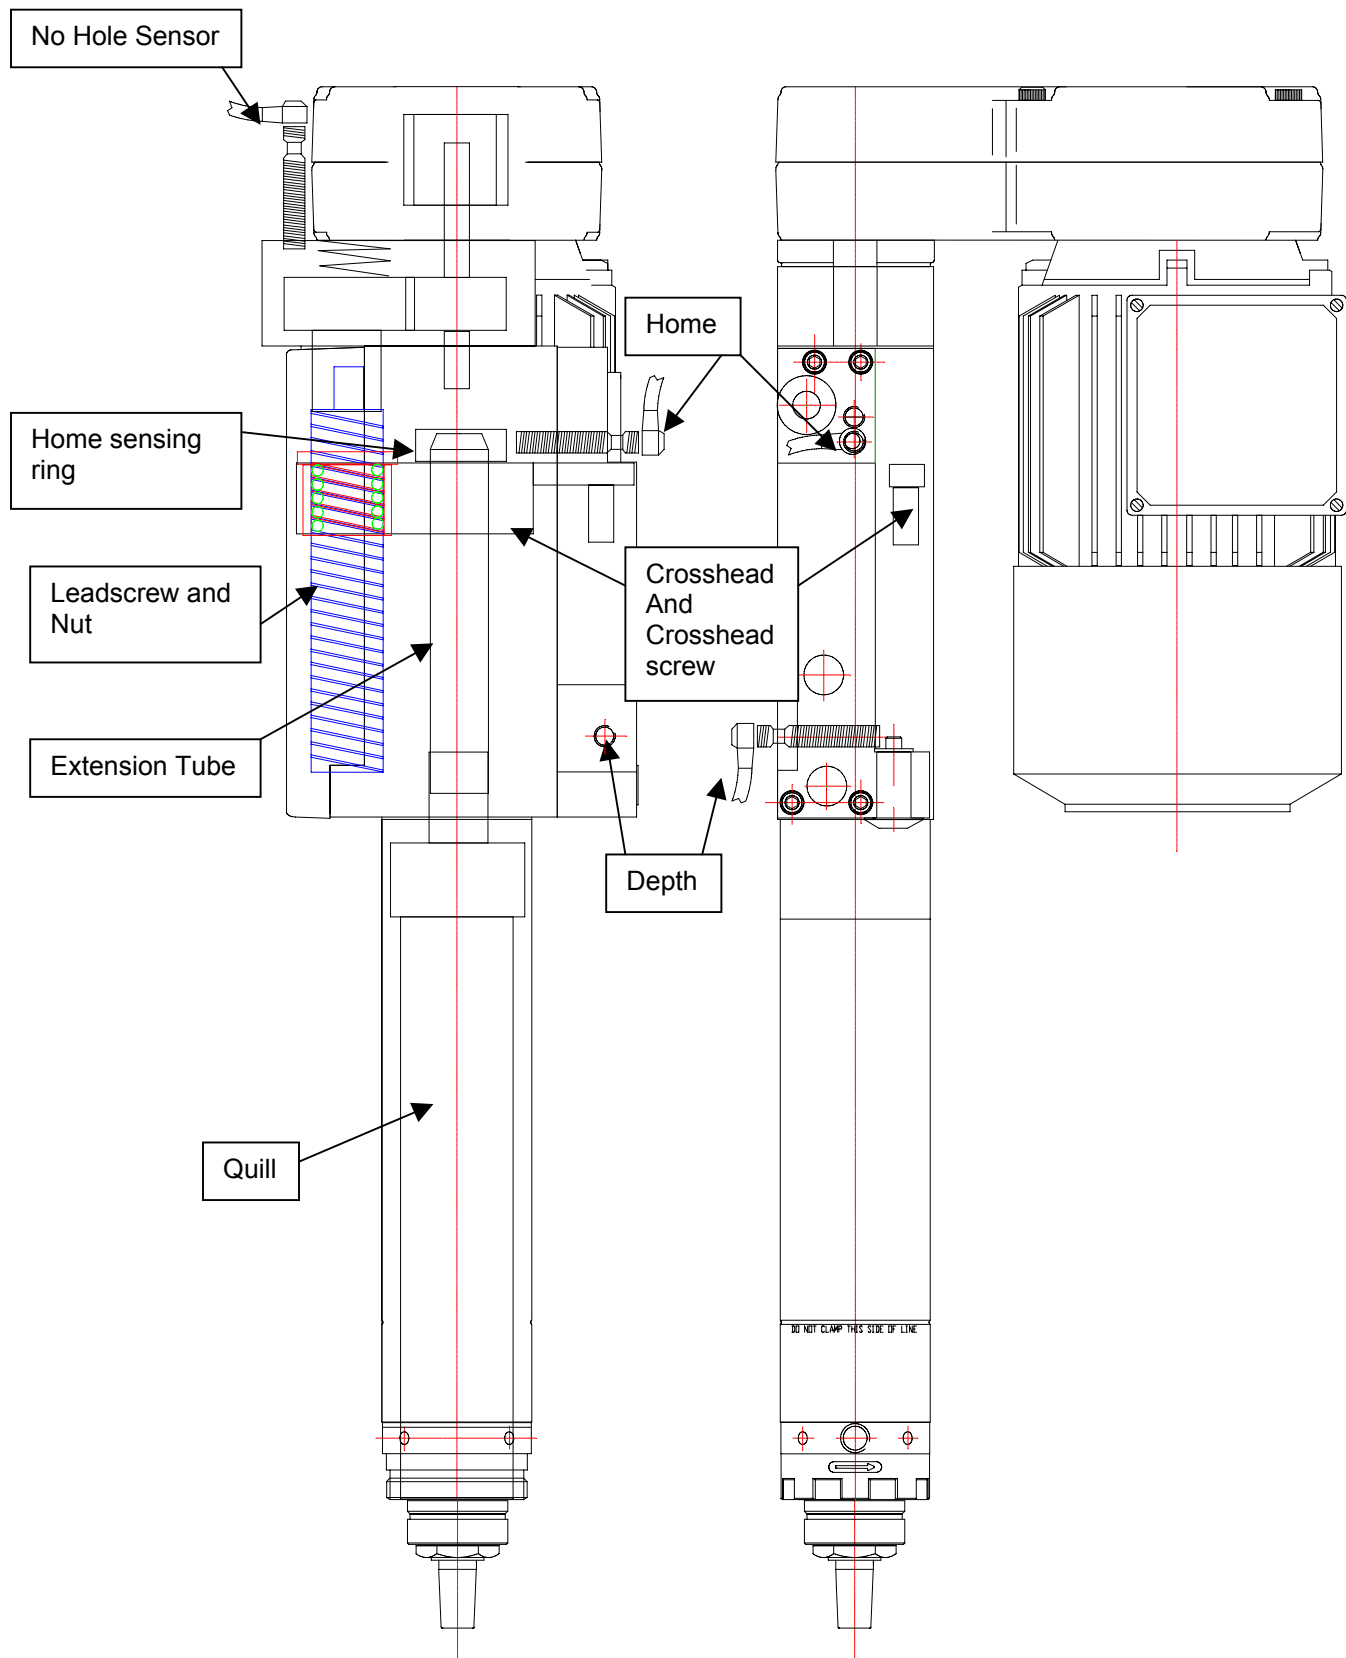 No Hole Sensor
Home
Home sensing
ring
Crosshead
And
Crosshead
screw
Leadscrew and
Nut
Extension Tube
Depth
Quill
DO NOT CLAMP THIS SIDE OF LINE